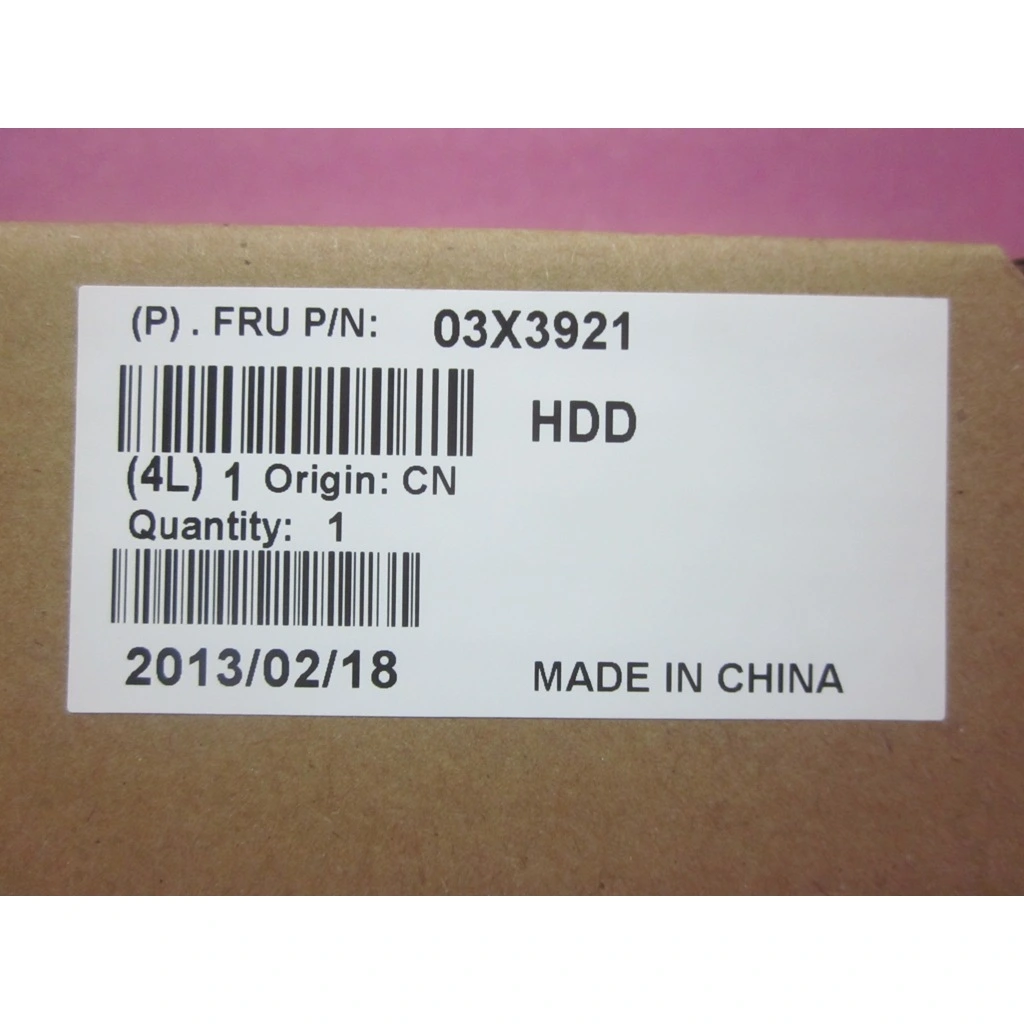 (P) . FRU P/N: 03X3921
HDD
(4L) 1 Origin: CN
Quantity: 1
2013/02/18
MADE IN CHINA